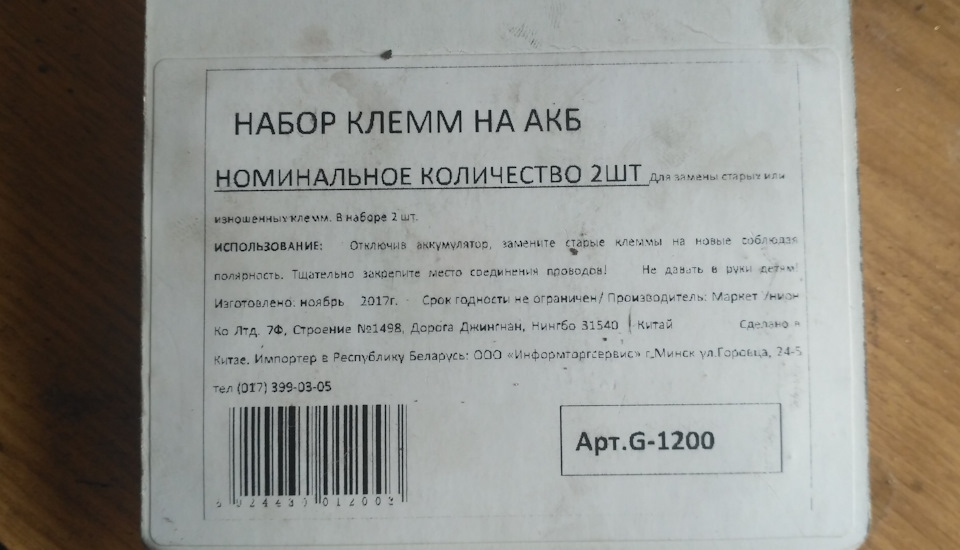 НАБОР КЛЕММ НА АКБ
НОМИНАЛЬНОЕ КОЛИЧЕСТВО 2ШТ Для замены старых или
изношенных клемм. В наборе 2 шт.
ИСПОЛЬЗОВАНИЕ: Отключив аккумулятор, замените старые клеммы на новые соблюдая
полярность. Тщательно закрепите место соединения проводов! Не давать в руки детям!
Изготовлено: ноябрь 2017г. Срок годности не ограничен/ Производитель: Маркет Унион
Ко Лтд. 7Ф, Строение №1498, Дорога Джингнан, Нингбо 31540 Китай Сделано в
Китае. Импортер в Республику Беларусь: ООО «Информторгсервис» г.Минск ул.Горовца, 24-5
тел (017) 399-03-05
Арт.G-1200